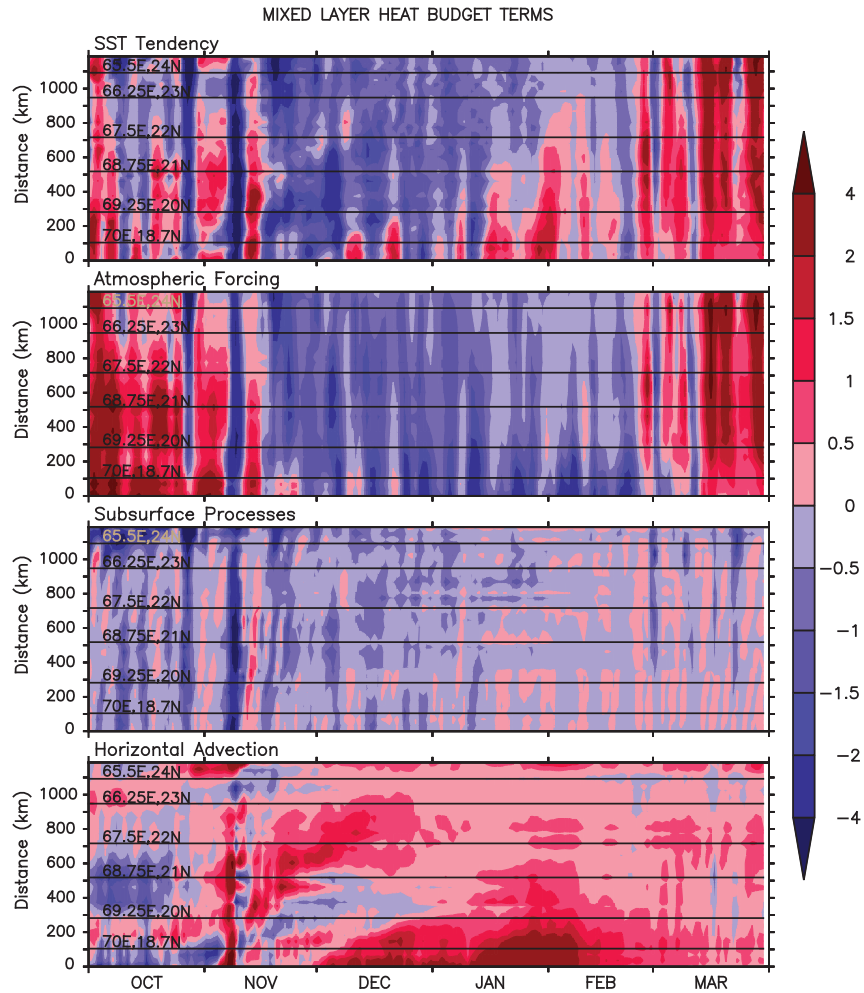 MIXED LAYER HEAT BUDGET TERMS
SST Tendency
65.5E,24N
66.25E,23N
67.5E,22N
68.75E,21N
69.25E,20N
70E,18.7N
Distance (km)
1000
800
600
400
200
0
Atmospheric Forcing
65.5E,24N
66.25E,23N
67.5E,22N
68.75E,21N
69.25E,20N
70E,18.7N
Distance (km)
1000
800
600
400
200
0
Subsurface Processes
65.5E,24N
66.25E,23N
67.5E,22N
68.75E,21N
69.25E,20N
70E,18.7N
Distance (km)
1000
800
600
400
200
0
Horizontal Advection
65.5E,24N
66.25E,23N
67.5E,22N
68.75E,21N
69.25E,20N
70E,18.7N
Distance (km)
1000
800
600
400
200
0
OCT NOV DEC JAN FEB MAR
4
2
1.5
1
0.5
0
−0.5
−1
−1.5
−2
−4